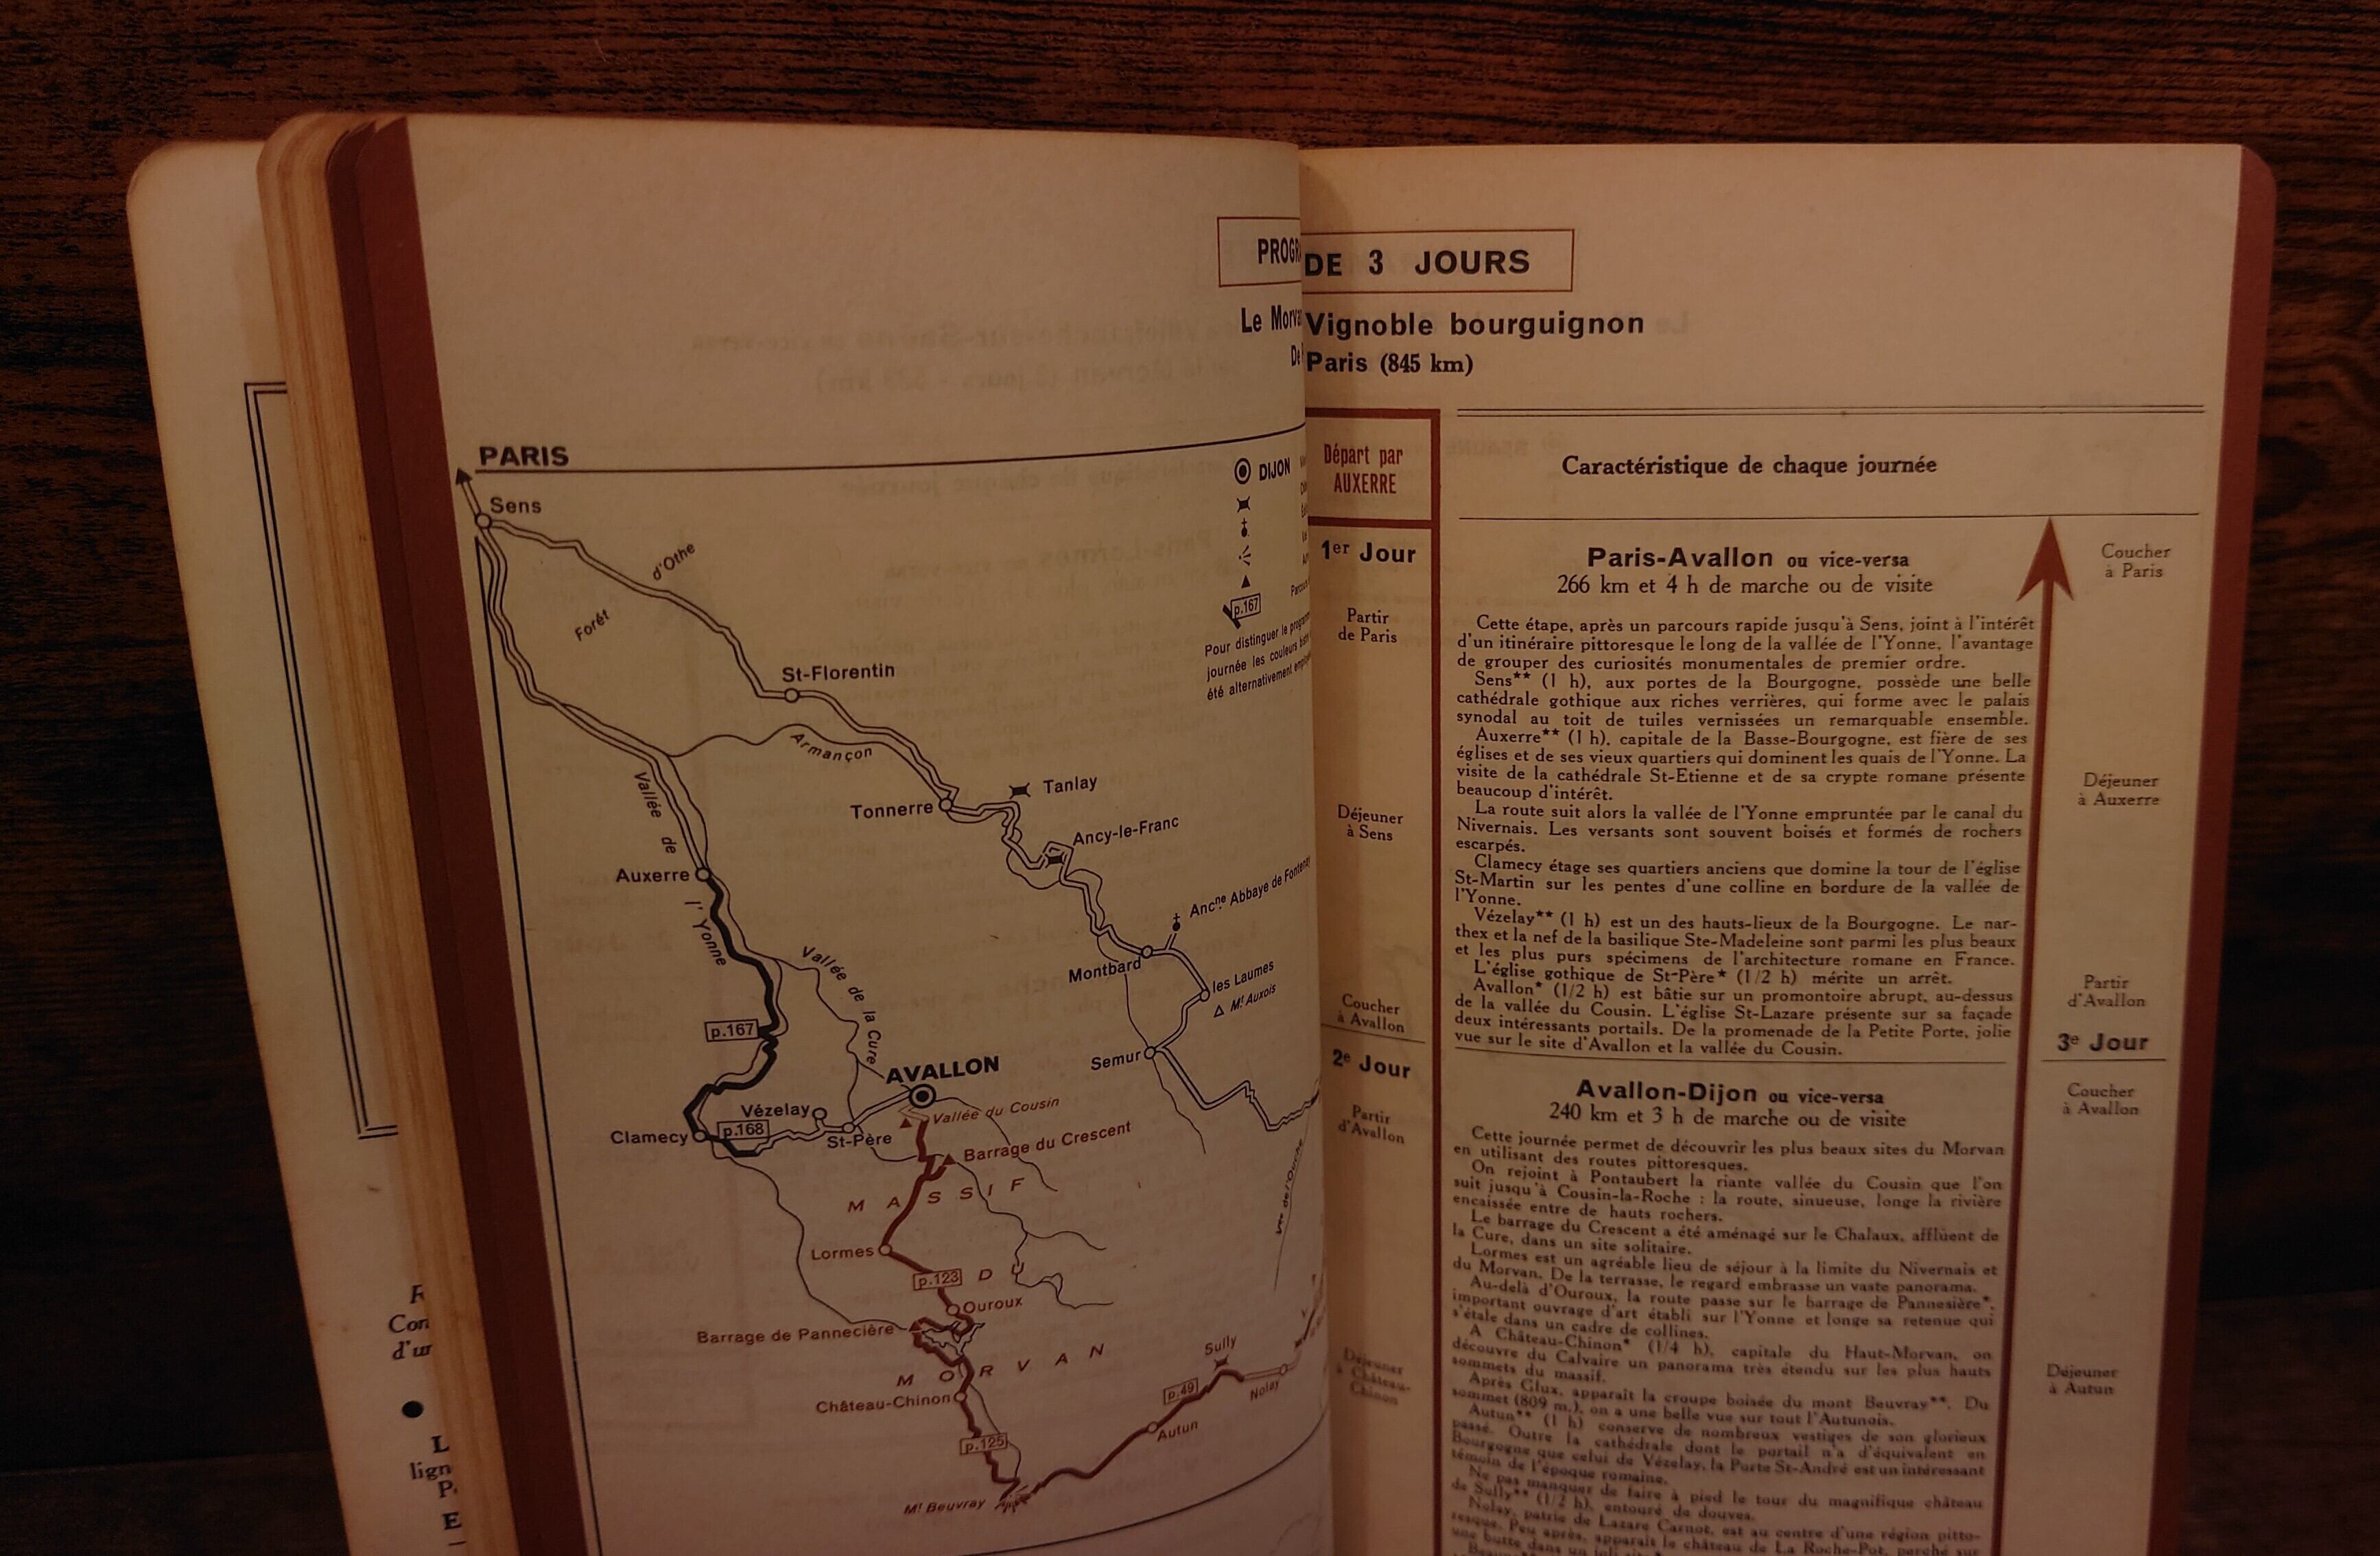 PROGR
Le Morva
De
PARIS
Sens
d'Othe
Forêt
St-Florentin
Armançon
Tonnerre
Tanlay
Ancy-le-Franc
Ancne Abbaye de Fontenay
Montbard
les Laumes
Mt Auxois
Semur
Vallée de
Auxerre
l'Yonne
Vallée de la Cure
p.167
AVALLON
Vallée du Cousin
Vézelay
Clamecy
p.168
St-Père
Barrage du Crescent
MASSIF
Lormes
p.123
DU
Ouroux
Barrage de Pannecière
MORVAN
Château-Chinon
p.125
Mt Beuvray
Autun
p.49
Sully
Nolay
Vée de l'Ouche
DIJON
p.167
Pour distinguer le programme
journée les couleurs bistre
été alternativement employ
F
Con
d'un
L
lign
P.
E
DE 3 JOURS
Vignoble bourguignon
Paris (845 km)
Départ par
AUXERRE
Caractéristique de chaque journée
1er Jour
Partir
de Paris
Déjeuner
à Sens
Coucher
à Avallon
2e Jour
Partir
d'Avallon
Déjeuner
à Château-
Chinon
Paris-Avallon ou vice-versa
266 km et 4 h de marche ou de visite
Cette étape, après un parcours rapide jusqu'à Sens, joint à l'intérêt
d'un itinéraire pittoresque le long de la vallée de l'Yonne, l'avantage
de grouper des curiosités monumentales de premier ordre.
Sens** (1 h), aux portes de la Bourgogne, possède une belle
cathédrale gothique aux riches verrières, qui forme avec le palais
synodal au toit de tuiles vernissées un remarquable ensemble.
Auxerre** (1 h), capitale de la Basse-Bourgogne, est fière de ses
églises et de ses vieux quartiers qui dominent les quais de l'Yonne. La
visite de la cathédrale St-Etienne et de sa crypte romane présente
beaucoup d'intérêt.
La route suit alors la vallée de l'Yonne empruntée par le canal du
Nivernais. Les versants sont souvent boisés et formés de rochers
escarpés.
Clamecy étage ses quartiers anciens que domine la tour de l'église
St-Martin sur les pentes d'une colline en bordure de la vallée de
l'Yonne.
Vézelay** (1 h) est un des hauts-lieux de la Bourgogne. Le nar-
thex et la nef de la basilique Ste-Madeleine sont parmi les plus beaux
et les plus purs spécimens de l'architecture romane en France.
L'église gothique de St-Père* (1/2 h) mérite un arrêt.
Avallon* (1/2 h) est bâtie sur un promontoire abrupt, au-dessus
de la vallée du Cousin. L'église St-Lazare présente sur sa façade
deux intéressants portails. De la promenade de la Petite Porte, jolie
vue sur le site d'Avallon et la vallée du Cousin.
Avallon-Dijon ou vice-versa
240 km et 3 h de marche ou de visite
Cette journée permet de découvrir les plus beaux sites du Morvan
en utilisant des routes pittoresques.
On rejoint à Pontaubert la riante vallée du Cousin que l'on
suit jusqu'à Cousin-la-Roche : la route, sinueuse, longe la rivière
encaissée entre de hauts rochers.
Le barrage du Crescent a été aménagé sur le Chalaux, affluent de
la Cure, dans un site solitaire.
Lormes est un agréable lieu de séjour à la limite du Nivernais et
du Morvan. De la terrasse, le regard embrasse un vaste panorama.
Au-delà d'Ouroux, la route passe sur le barrage de Pannesière*,
important ouvrage d'art établi sur l'Yonne et longe sa retenue qui
s'étale dans un cadre de collines.
A Château-Chinon* (1/4 h), capitale du Haut-Morvan, on
découvre du Calvaire un panorama très étendu sur les plus hauts
sommets du massif.
Après Glux, apparaît la croupe boisée du mont Beuvray**. Du
sommet (809 m.), on a une belle vue sur tout l'Autunois.
Autun** (1 h) conserve de nombreux vestiges de son glorieux
passé. Outre la cathédrale dont le portail n'a d'équivalent en
Bourgogne que celui de Vézelay, la Porte St-André est un intéressant
témoin de l'époque romaine.
Ne pas manquer de faire à pied le tour du magnifique château
de Sully** (1/2 h), entouré de douves.
Nolay, patrie de Lazare Carnot, est au centre d'une région pitto-
resque. Peu après, apparaît le château de La Roche-Pot, perché sur
une butte dans un joli site
Coucher
à Paris
Déjeuner
à Auxerre
Partir
d'Avallon
3e Jour
Coucher
à Avallon
Déjeuner
à Autun